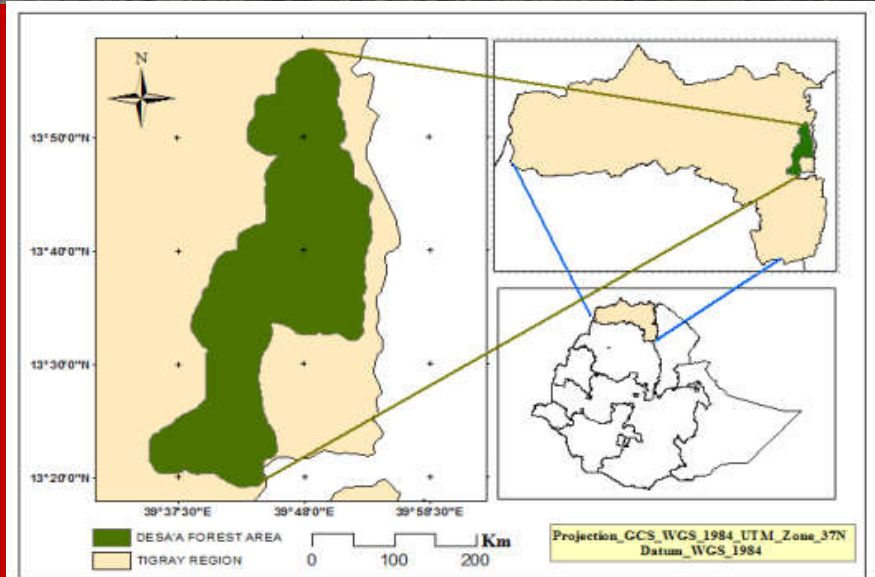 N
13°50'0"N
13°40'0"N
13°30'0"N
13°20'0"N
39°37'30"E 39°48'0"E 39°58'30"E
DESA'A FOREST AREA
TIGRAY REGION
Km
0 100 200
Projection_GCS_WGS_1984_UTM_Zone_37N
Datum_WGS_1984